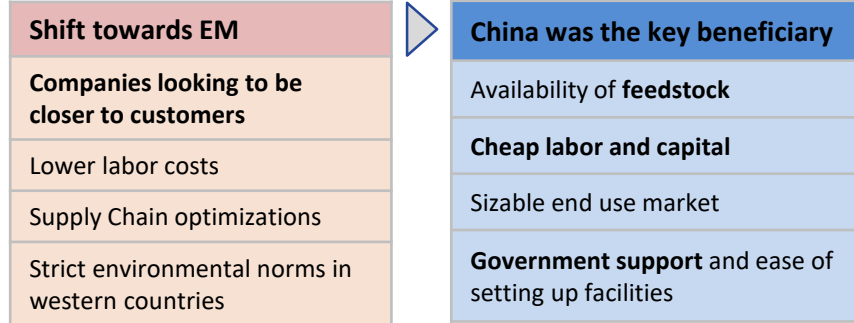 Shift towards EM
Companies looking to be
closer to customers
Lower labor costs
Supply Chain optimizations
Strict environmental norms in
western countries
China was the key beneficiary
Availability of feedstock
Cheap labor and capital
Sizable end use market
Government support and ease of
setting up facilities